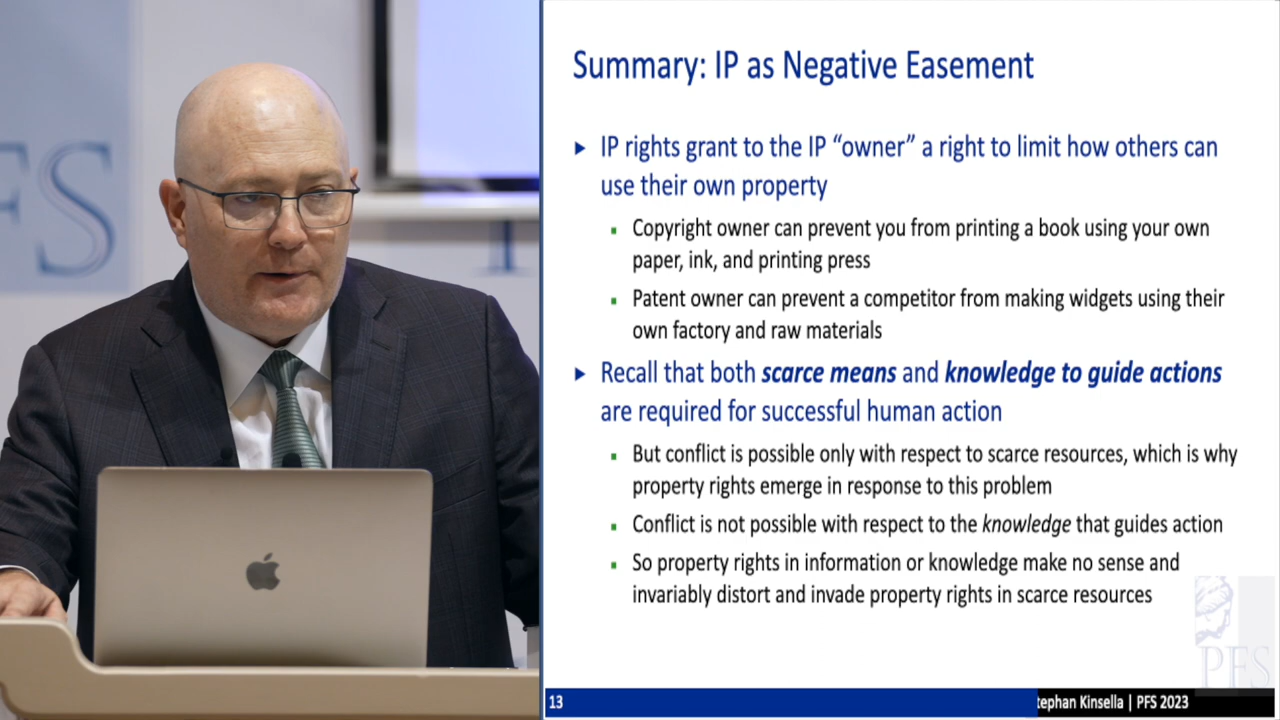 FS
Summary: IP as Negative Easement
IP rights grant to the IP “owner” a right to limit how others can
use their own property
Copyright owner can prevent you from printing a book using your own
paper, ink, and printing press
Patent owner can prevent a competitor from making widgets using their
own factory and raw materials
Recall that both scarce means and knowledge to guide actions
are required for successful human action
But conflict is possible only with respect to scarce resources, which is why
property rights emerge in response to this problem
Conflict is not possible with respect to the knowledge that guides action
So property rights in information or knowledge make no sense and
invariably distort and invade property rights in scarce resources
PFS
13
tephan Kinsella | PFS 2023